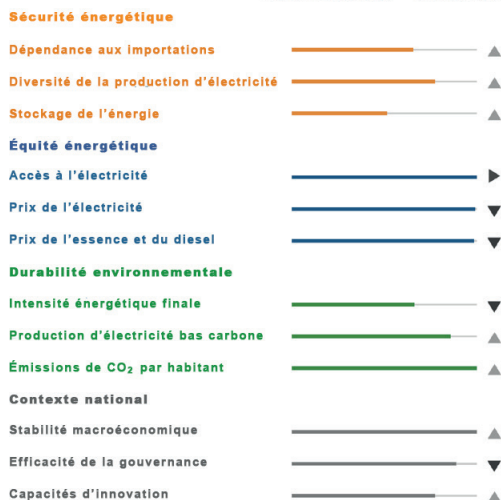 Sécurité énergétique
Dépendance aux importations
Diversité de la production d'électricité
Stockage de l'énergie
Équité énergétique
Accès à l'électricité
Prix de l'électricité
Prix de l'essence et du diesel
Durabilité environnementale
Intensité énergétique finale
Production d'électricité bas carbone
Émissions de CO₂ par habitant
Contexte national
Stabilité macroéconomique
Efficacité de la gouvernance
Capacités d'innovation